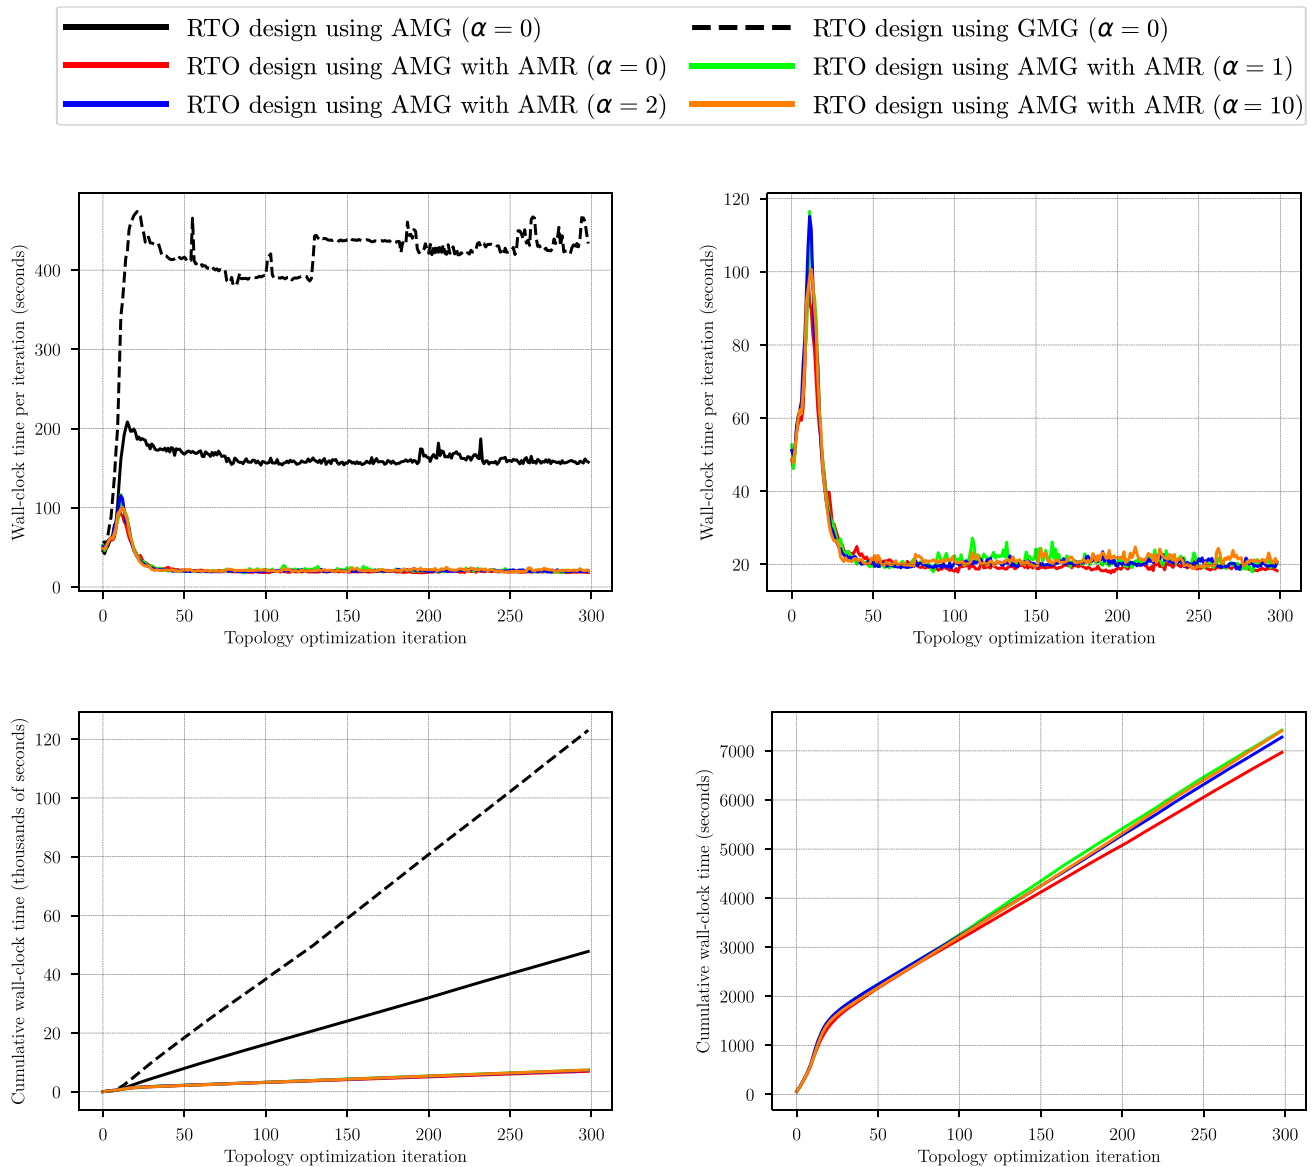 RTO design using AMG (α = 0)
RTO design using GMG (α = 0)
RTO design using AMG with AMR (α = 0)
RTO design using AMG with AMR (α = 1)
RTO design using AMG with AMR (α = 2)
RTO design using AMG with AMR (α = 10)
Wall-clock time per iteration (seconds)
400
300
200
100
0
0 50 100 150 200 250 300
Topology optimization iteration
Wall-clock time per iteration (seconds)
120
100
80
60
40
20
0 50 100 150 200 250 300
Topology optimization iteration
Cumulative wall-clock time (thousands of seconds)
120
100
80
60
40
20
0
0 50 100 150 200 250 300
Topology optimization iteration
Cumulative wall-clock time (seconds)
7000
6000
5000
4000
3000
2000
1000
0
0 50 100 150 200 250 300
Topology optimization iteration